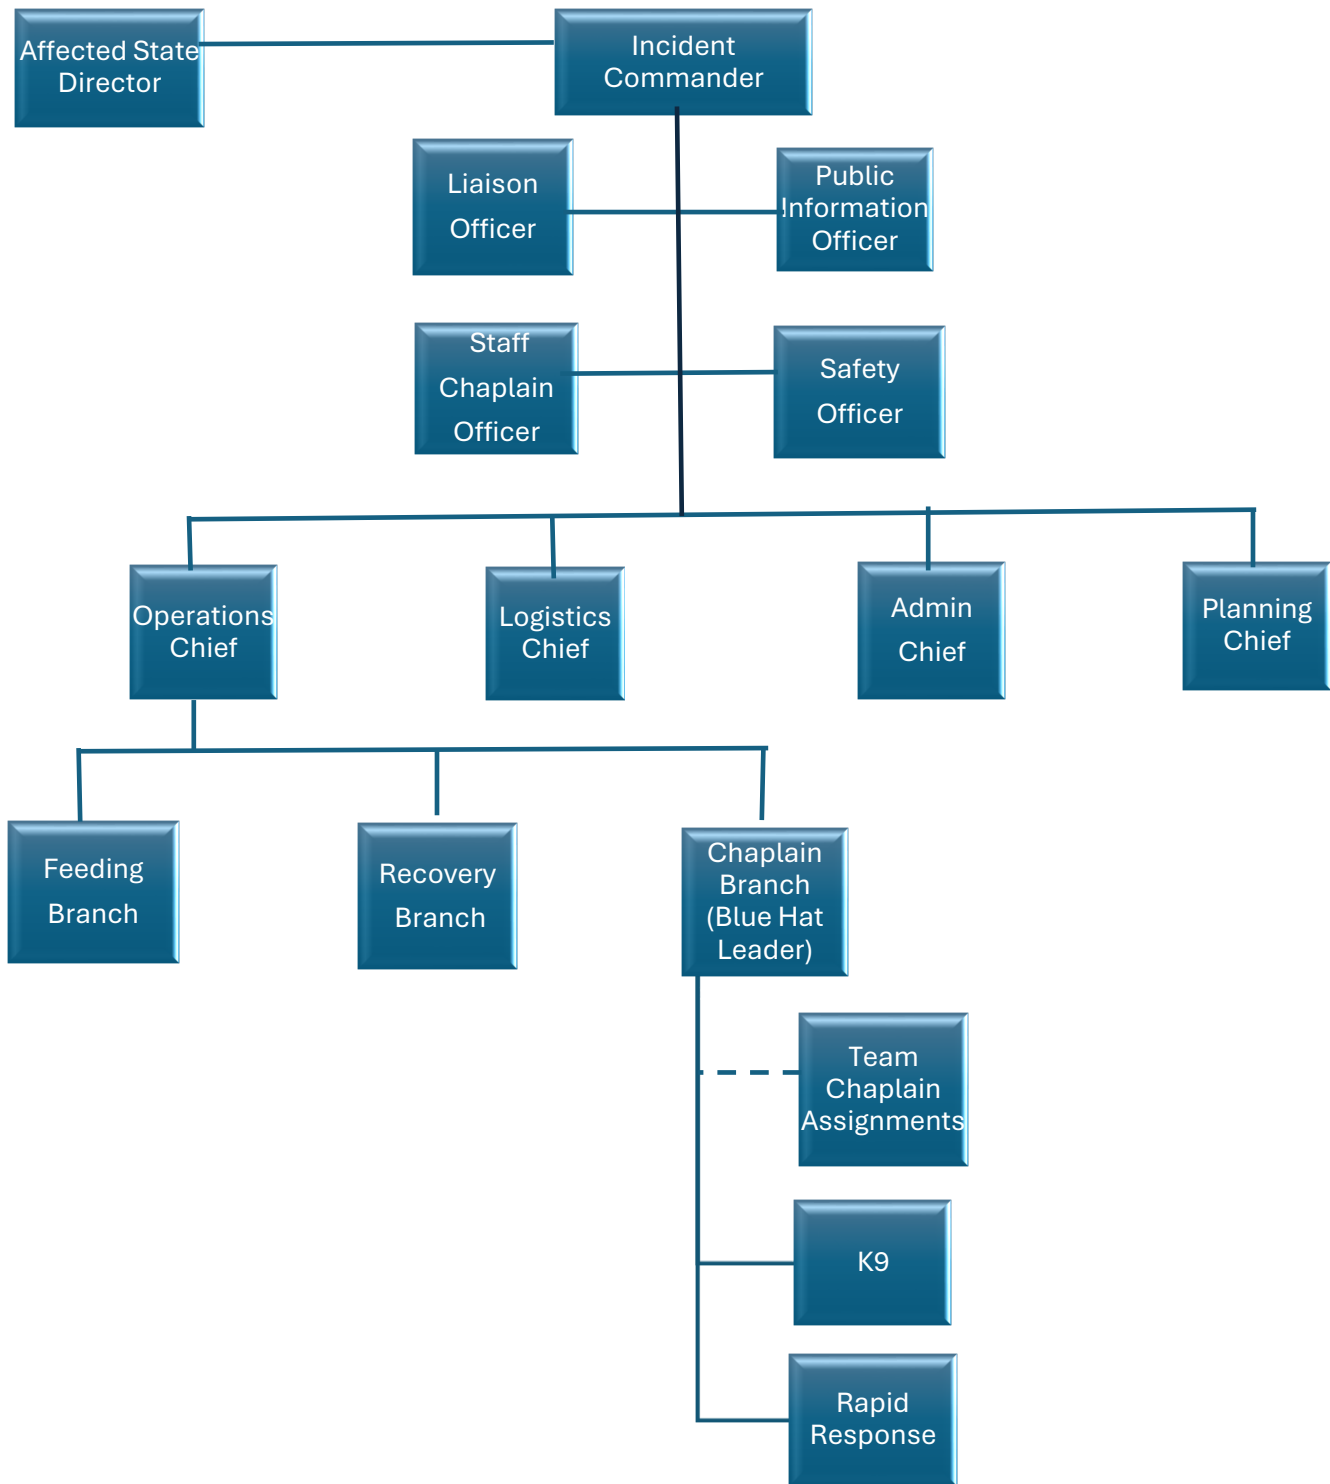 Affected State
Director
Incident
Commander
Liaison
Officer
Public
Information
Officer
Staff
Chaplain
Officer
Safety
Officer
Operations
Chief
Logistics
Chief
Admin
Chief
Planning
Chief
Feeding
Branch
Recovery
Branch
Chaplain
Branch
(Blue Hat
Leader)
Team
Chaplain
Assignments
K9
Rapid
Response